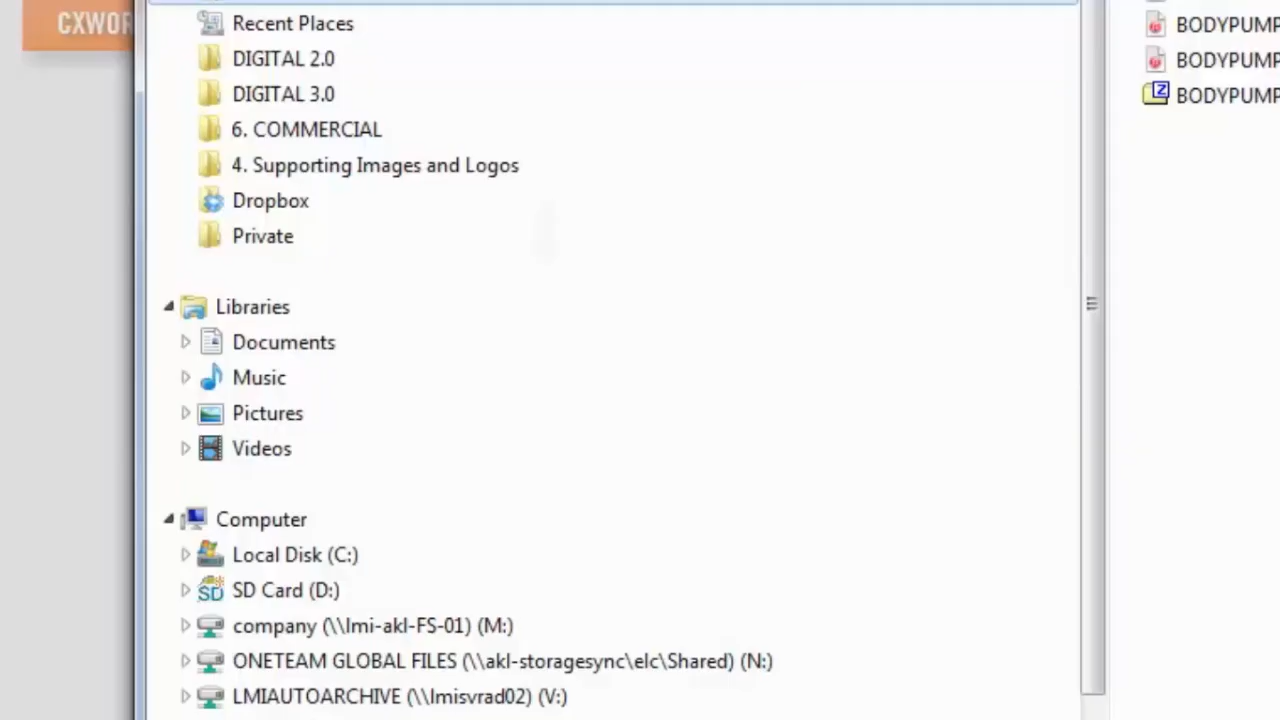 CXWOR
Recent Places
DIGITAL 2.0
DIGITAL 3.0
6. COMMERCIAL
4. Supporting Images and Logos
Dropbox
Private
Libraries
Documents
Music
Pictures
Videos
Computer
Local Disk (C:)
SD Card (D:)
company (\\lmi-akl-FS-01) (M:)
ONETEAM GLOBAL FILES (\\akl-storagesync\elc\Shared) (N:)
LMIAUTOARCHIVE (\\lmisvrad02) (V:)
BODYPUMP
BODYPUMP
BODYPUMP